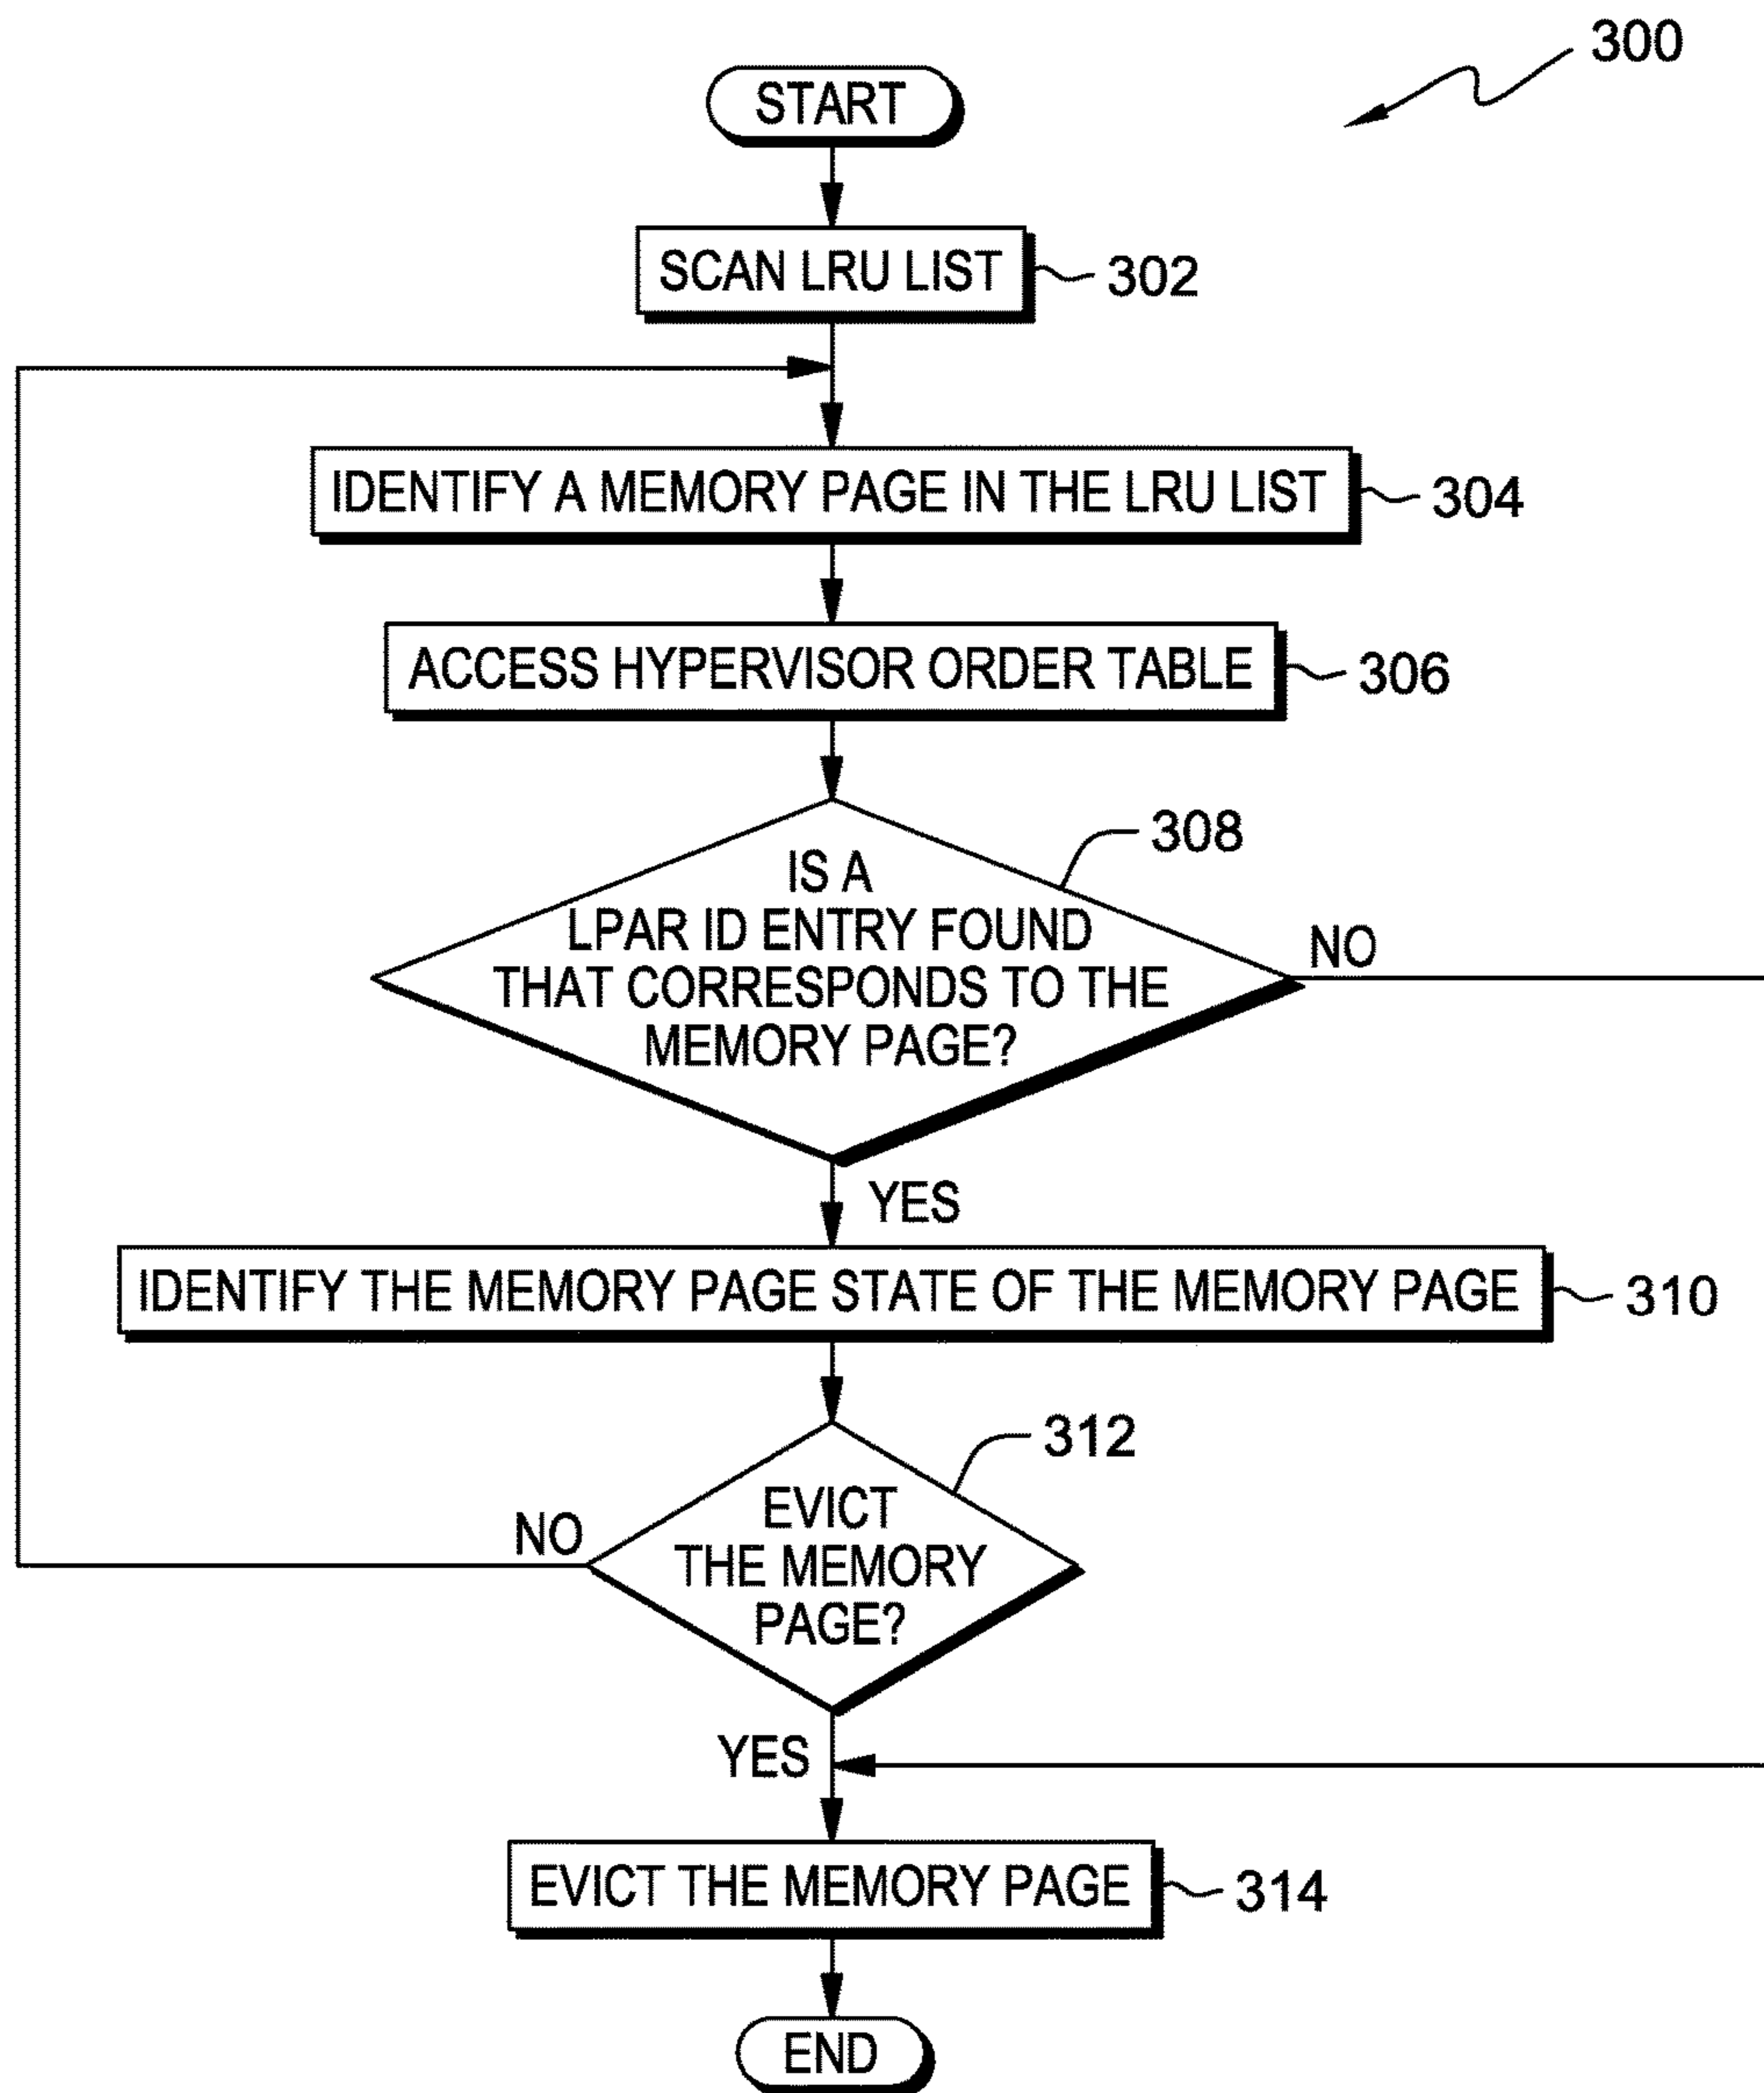 300
START
SCAN LRU LIST
302
IDENTIFY A MEMORY PAGE IN THE LRU LIST
304
ACCESS HYPERVISOR ORDER TABLE
306
308
IS A
LPAR ID ENTRY FOUND
THAT CORRESPONDS TO THE
MEMORY PAGE?
NO
YES
IDENTIFY THE MEMORY PAGE STATE OF THE MEMORY PAGE
310
312
EVICT
THE MEMORY
PAGE?
NO
YES
EVICT THE MEMORY PAGE
314
END